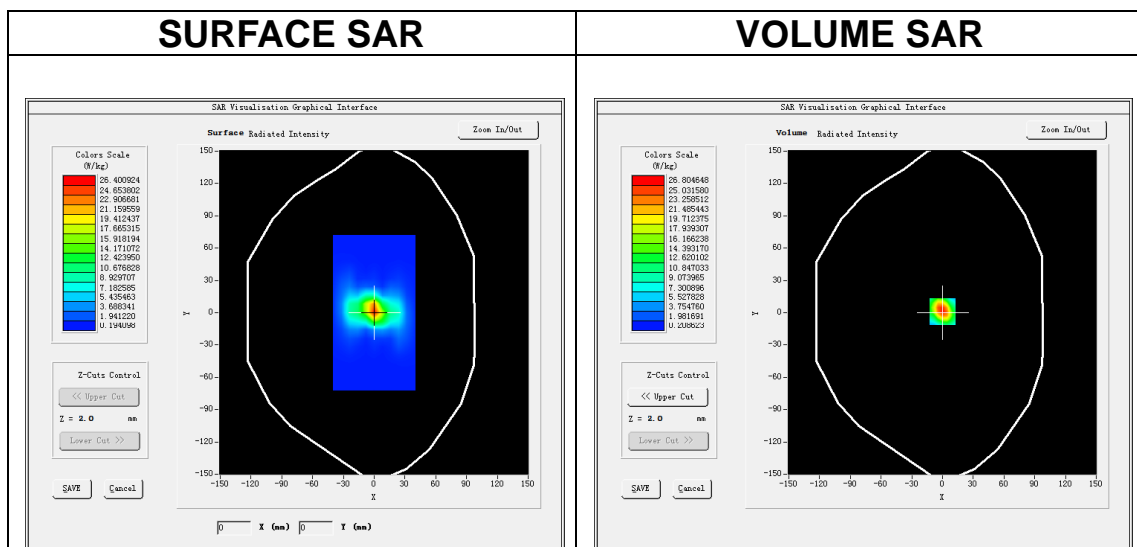 SURFACE SAR
VOLUME SAR
SAR Visualisation Graphical Interface
Surface Radiated Intensity
Zoom In/Out
Colors Scale
(W/kg)
26.400924
24.653802
22.906681
21.159559
19.412437
17.665315
15.918194
14.171072
12.423950
10.676828
8.929707
7.182585
5.435463
3.688341
1.941220
0.194098
Z-Cuts Control
<< Upper Cut
Z = 2.0 mm
Lower Cut >>
SAVE Cancel
Y
150
120
90
60
30
0
-30
-60
-90
-120
-150
-150 -120 -90 -60 -30 0 30 60 90 120 150
X
0 X (mm) 0 Y (mm)
SAR Visualisation Graphical Interface
Volume Radiated Intensity
Zoom In/Out
Colors Scale
(W/kg)
26.804648
25.031580
23.258512
21.485443
19.712375
17.939307
16.166238
14.393170
12.620102
10.847033
9.073965
7.300896
5.527828
3.754760
1.981691
0.208623
Z-Cuts Control
<< Upper Cut
Z = 2.0 mm
Lower Cut >>
SAVE Cancel
Y
150
120
90
60
30
0
-30
-60
-90
-120
-150
-150 -120 -90 -60 -30 0 30 60 90 120 150
X